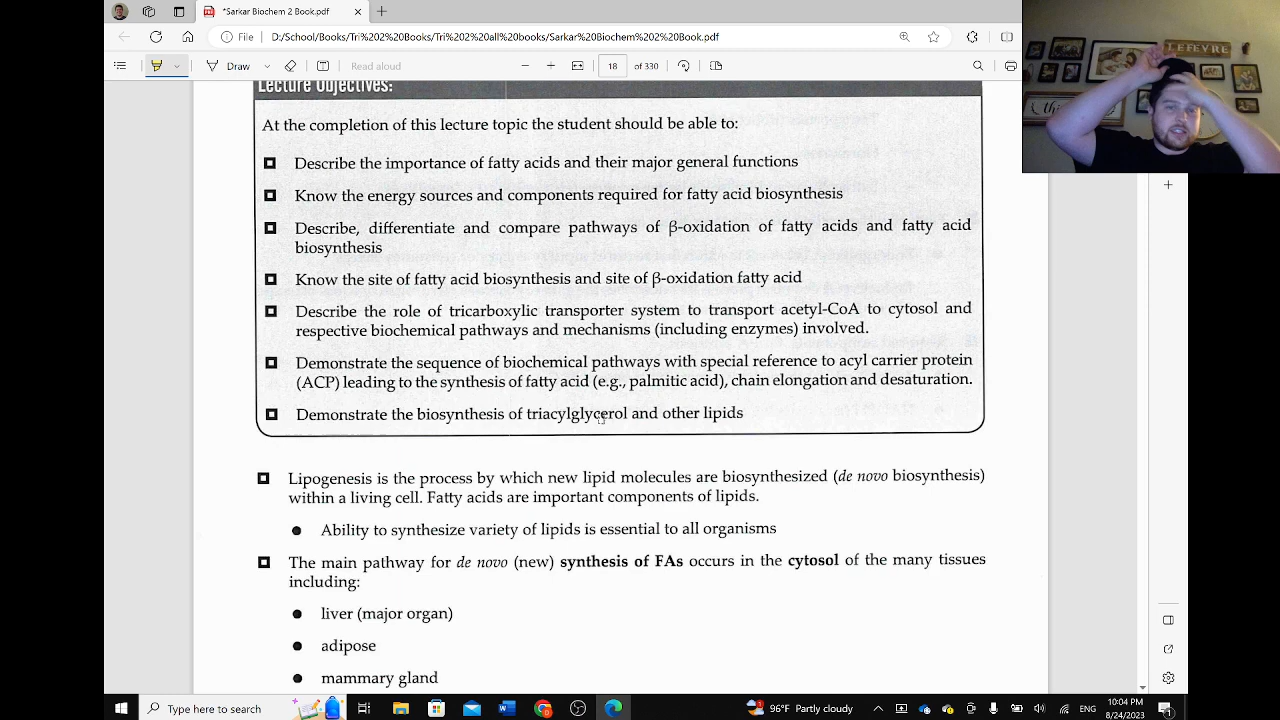 *Sarkar Biochem 2 Book.pdf
File
D:/School/Books/Tri%202%20Books/Tri%202%20all%20books/Sarkar%20Biochem%202%20Book.pdf
Draw
Read aloud
18
of 330
LEFEVRE
Lecture Objectives:
At the completion of this lecture topic the student should be able to:
Describe the importance of fatty acids and their major general functions
Know the energy sources and components required for fatty acid biosynthesis
Describe, differentiate and compare pathways of β-oxidation of fatty acids and fatty acid
biosynthesis
Know the site of fatty acid biosynthesis and site of β-oxidation fatty acid
Describe the role of tricarboxylic transporter system to transport acetyl-CoA to cytosol and
respective biochemical pathways and mechanisms (including enzymes) involved.
Demonstrate the sequence of biochemical pathways with special reference to acyl carrier protein
(ACP) leading to the synthesis of fatty acid (e.g., palmitic acid), chain elongation and desaturation.
Demonstrate the biosynthesis of triacylglycerol and other lipids
Lipogenesis is the process by which new lipid molecules are biosynthesized (de novo biosynthesis)
within a living cell. Fatty acids are important components of lipids.
Ability to synthesize variety of lipids is essential to all organisms
The main pathway for de novo (new) synthesis of FAs occurs in the cytosol of the many tissues
including:
liver (major organ)
adipose
mammary gland
Type here to search
96°F Partly cloudy
ENG
10:04 PM
8/24/2023